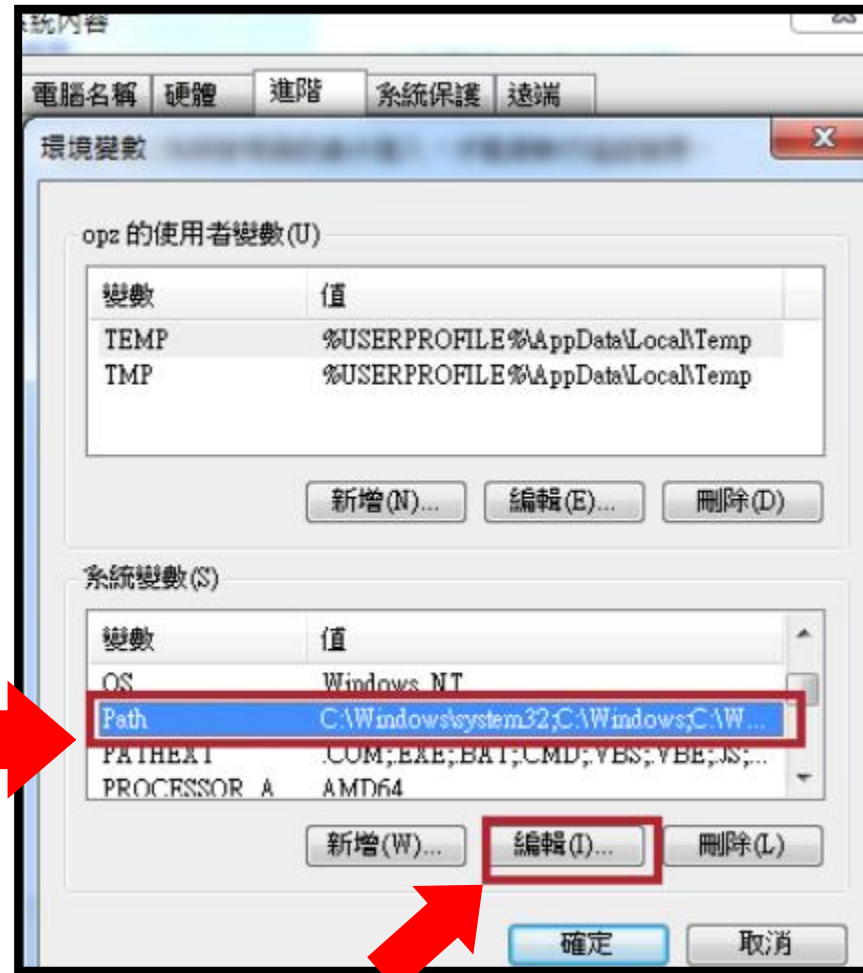 系統內容
電腦名稱 硬體 進階 系統保護 遠端
環境變數
opz 的使用者變數(U)
變數 值
TEMP %USERPROFILE%\AppData\Local\Temp
TMP %USERPROFILE%\AppData\Local\Temp
新增(N)... 編輯(E)... 刪除(D)
系統變數(S)
變數 值
OS Windows_NT
Path C:\Windows\system32;C:\Windows;C:\W...
PATHEXT .COM;.EXE;.BAT;.CMD;.VBS;.VBE;.JS;...
PROCESSOR_A AMD64
新增(W)... 編輯(I)... 刪除(L)
確定 取消